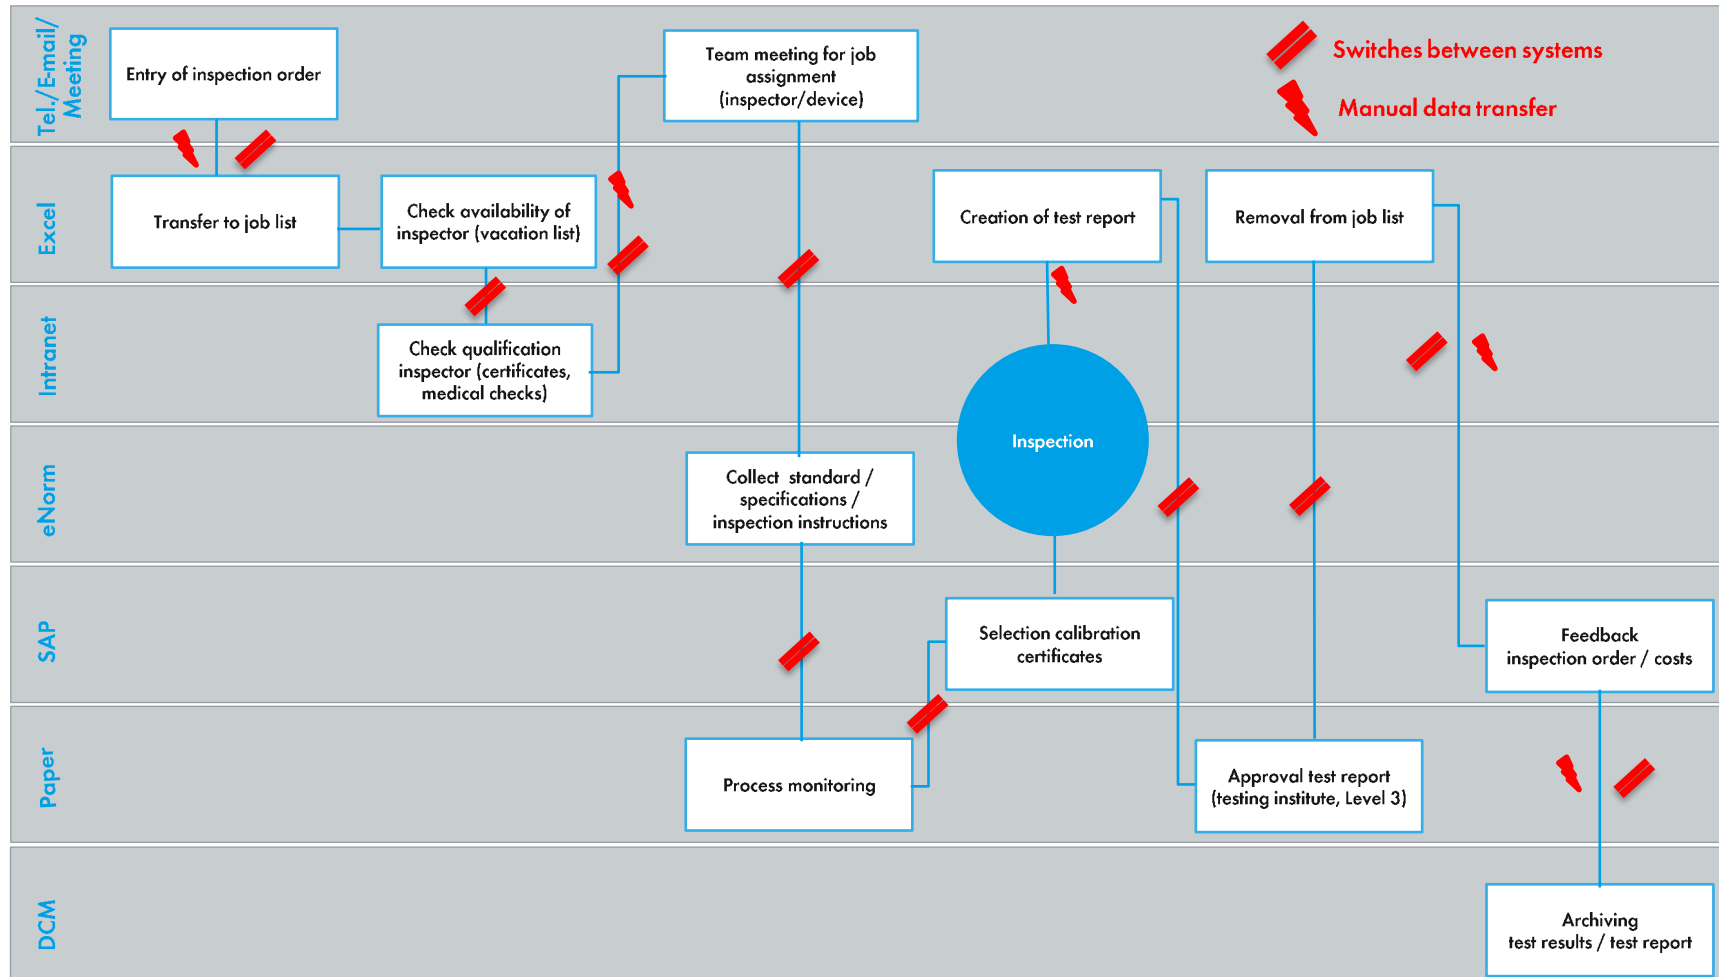 Tel./E-mail/
Meeting
Entry of inspection order
Team meeting for job
assignment
(inspector/device)
Switches between systems
Manual data transfer
Excel
Transfer to job list
Check availability of
inspector (vacation list)
Creation of test report
Removal from job list
Intranet
Check qualification
inspector (certificates,
medical checks)
Inspection
eNorm
Collect standard /
specifications /
inspection instructions
SAP
Selection calibration
certificates
Feedback
inspection order / costs
Paper
Process monitoring
Approval test report
(testing institute, Level 3)
DCM
Archiving
test results / test report